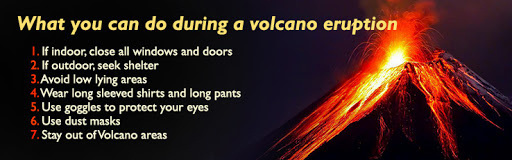 What you can do during a volcano eruption
1. If indoor, close all windows and doors
2. If outdoor, seek shelter
3. Avoid low lying areas
4. Wear long sleeved shirts and long pants
5. Use goggles to protect your eyes
6. Use dust masks
7. Stay out of Volcano areas